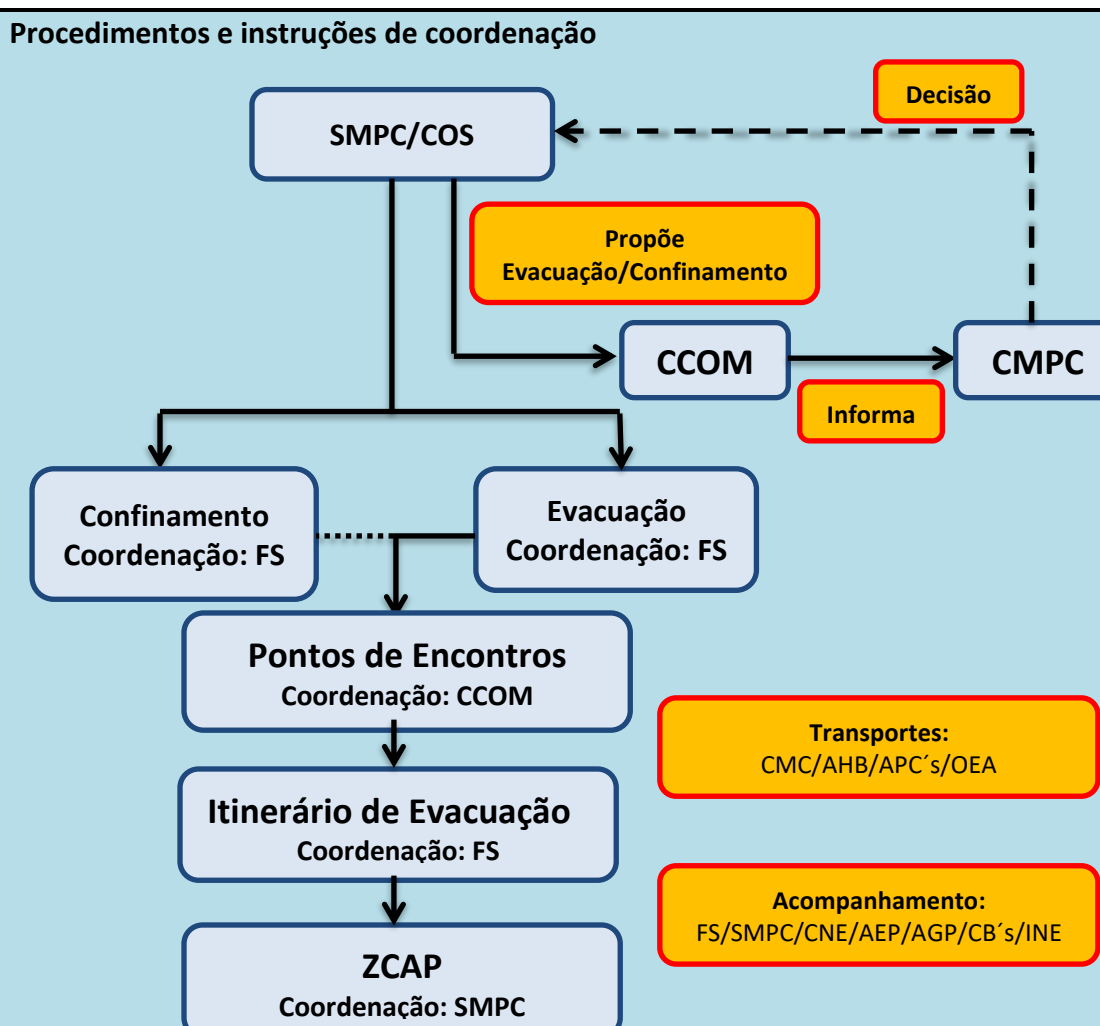 Procedimentos e instruções de coordenação
Decisão
SMPC/COS
Propõe
Evacuação/Confinamento
CCOM
CMPC
Informa
Confinamento
Coordenação: FS
Evacuação
Coordenação: FS
Pontos de Encontros
Coordenação: CCOM
Transportes:
CMC/AHB/APC´s/OEA
Itinerário de Evacuação
Coordenação: FS
Acompanhamento:
FS/SMPC/CNE/AEP/AGP/CB´s/INE
ZCAP
Coordenação: SMPC